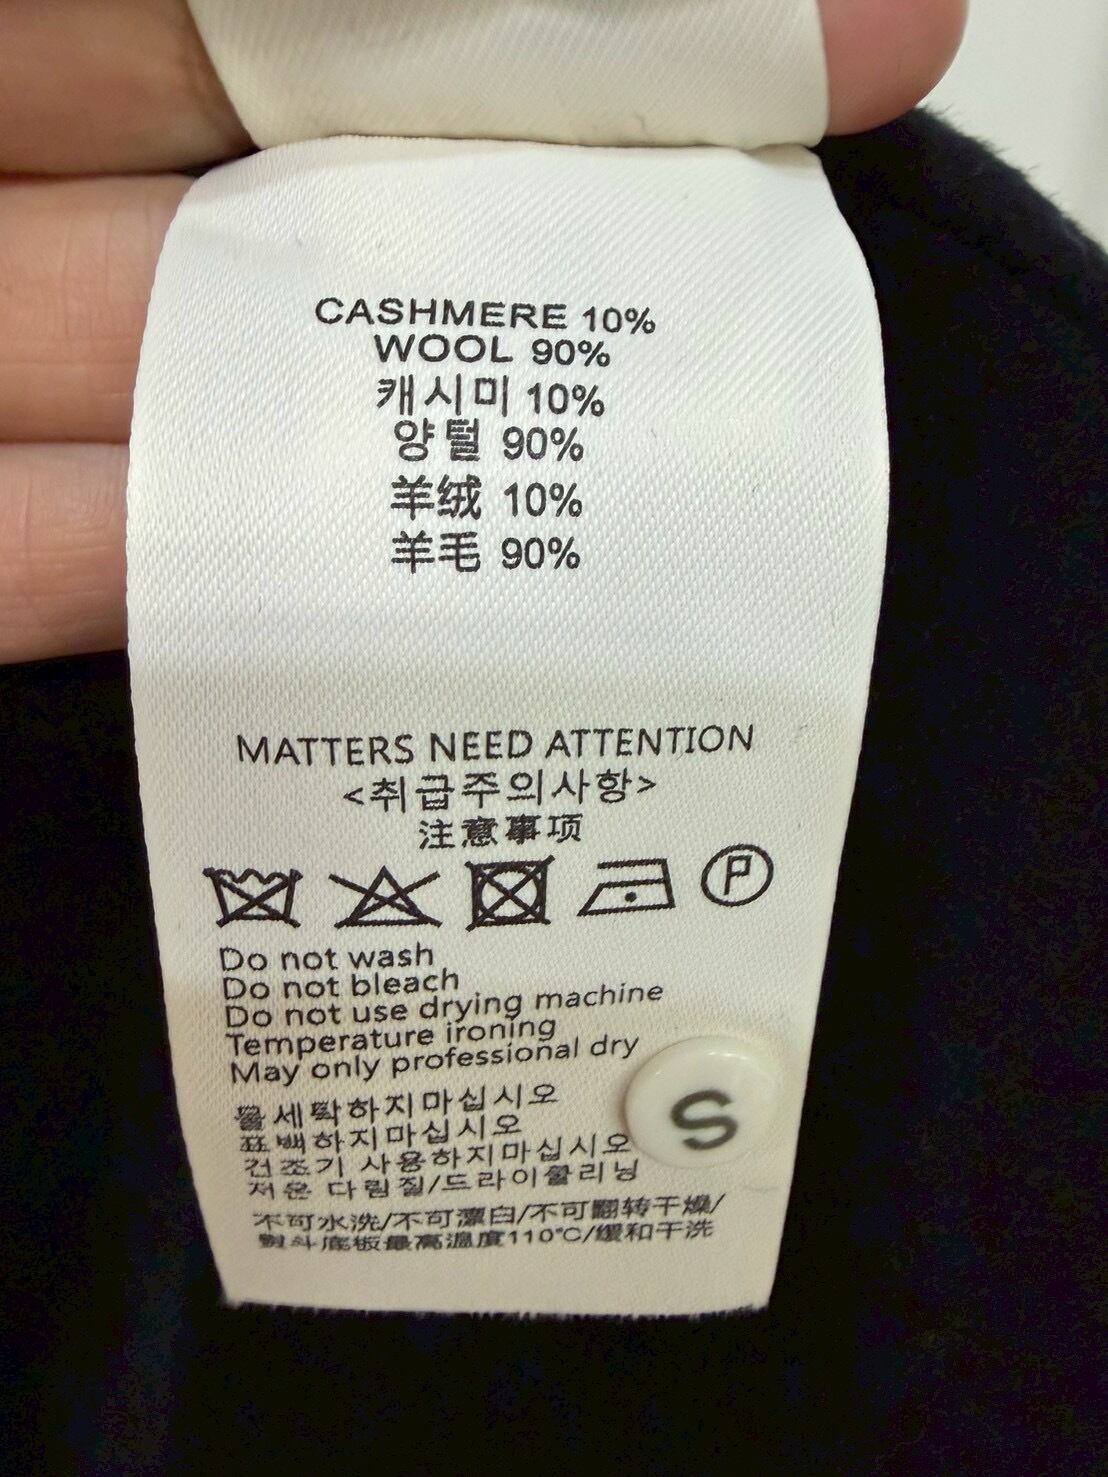 CASHMERE 10%
WOOL 90%
캐시미 10%
양털 90%
羊绒 10%
羊毛 90%
MATTERS NEED ATTENTION
<취급주의사항>
注意事项
P
Do not wash
Do not bleach
Do not use drying machine
Temperature ironing
May only professional dry
S
물세탁하지마십시오
표백하지마십시오
건조기 사용하지마십시오
저온 다림질/드라이클리닝
不可水洗/不可漂白/不可翻转干燥/
熨斗底板最高温度110°C/缓和干洗